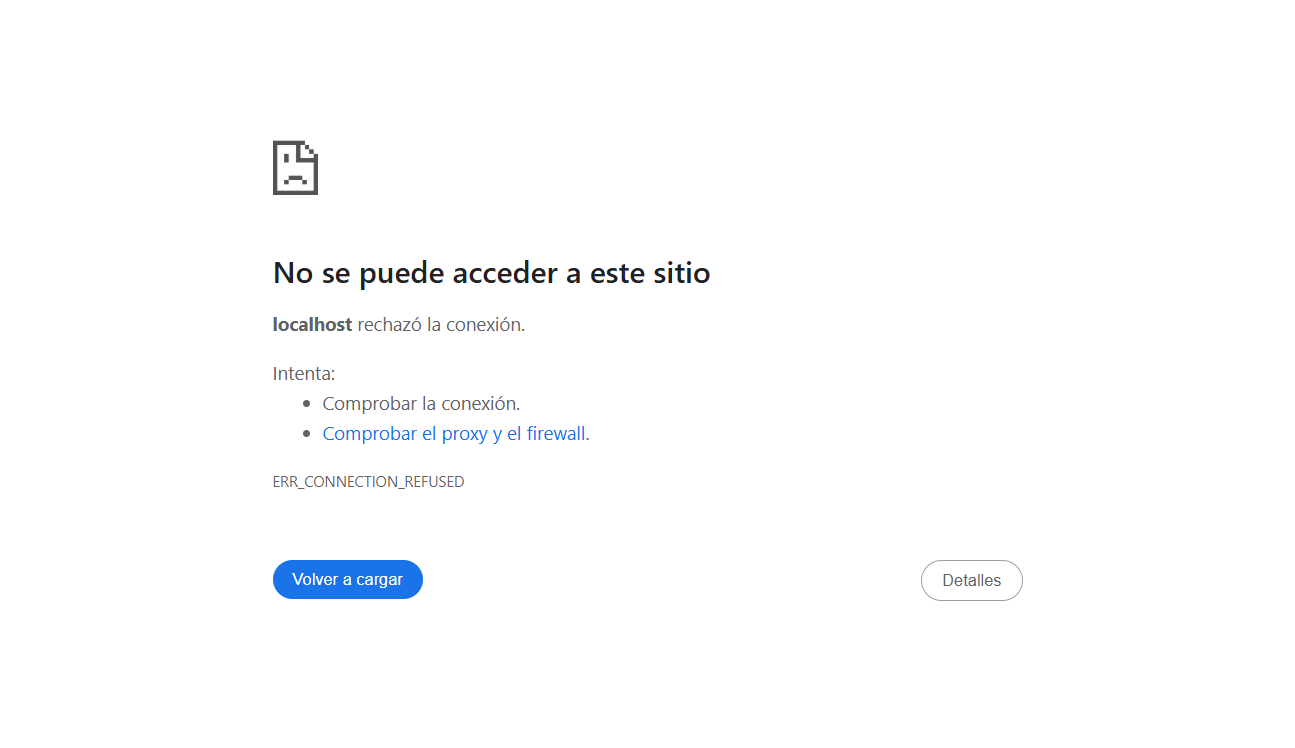 No se puede acceder a este sitio
localhost rechazó la conexión.
Intenta:
• Comprobar la conexión.
• Comprobar el proxy y el firewall.
ERR_CONNECTION_REFUSED
Volver a cargar
Detalles